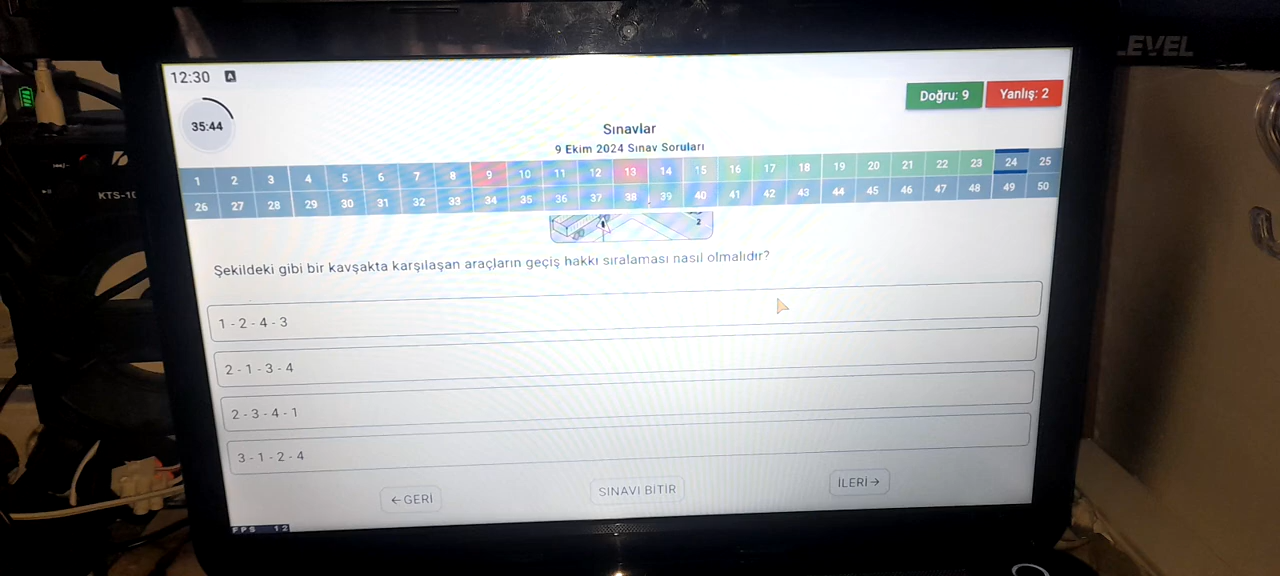 LEVEL
12:30 A
Doğru: 9 Yanlış: 2
35:44
Sınavlar
9 Ekim 2024 Sınav Soruları
1 2 3 4 5 6 7 8 9 10 11 12 13 14 15 16 17 18 19 20 21 22 23 24 25
26 27 28 29 30 31 32 33 34 35 36 37 38 39 40 41 42 43 44 45 46 47 48 49 50
2
KTS-10
Şekildeki gibi bir kavşakta karşılaşan araçların geçiş hakkı sıralaması nasıl olmalıdır?
1 - 2 - 4 - 3
2 - 1 - 3 - 4
2 - 3 - 4 - 1
3 - 1 - 2 - 4
←GERİ SINAVI BİTİR İLERİ→
FPS 12